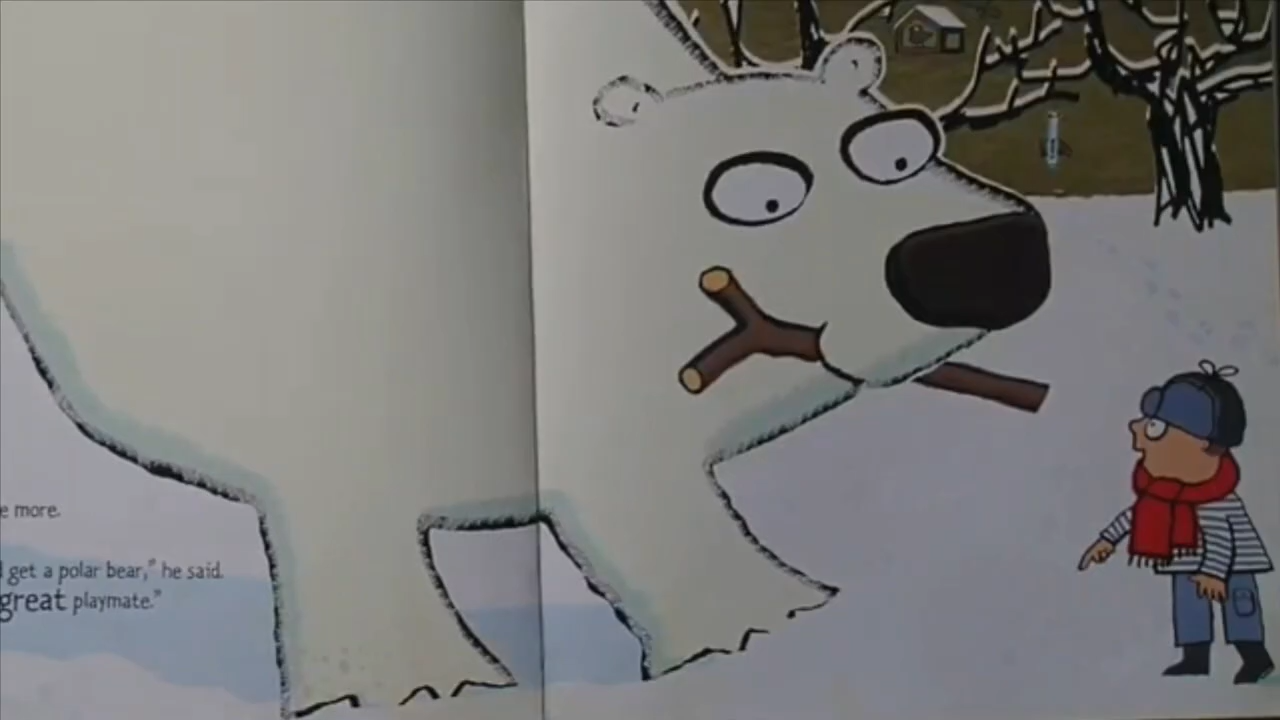 e more.
get a polar bear," he said.
great playmate."